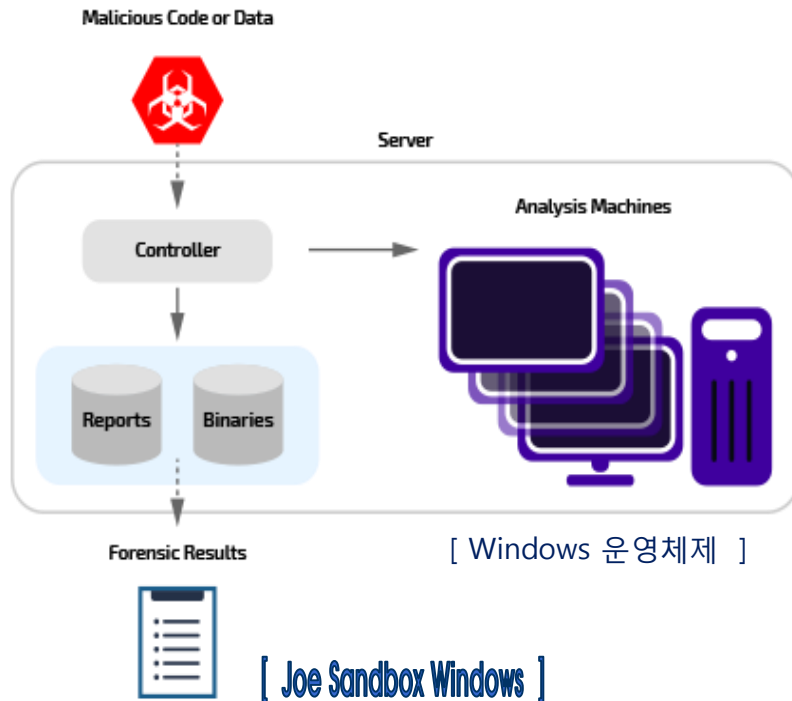 Malicious Code or Data
Server
Analysis Machines
Controller
Reports
Binaries
[ Windows 운영체제 ]
Forensic Results
[ Joe Sandbox Windows ]